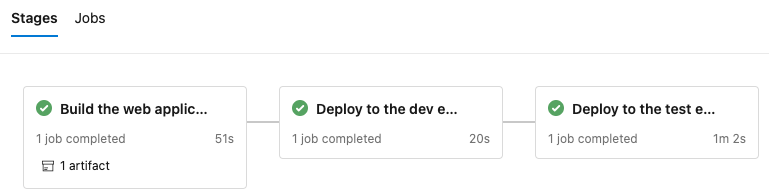 Stages Jobs
Build the web applic...
1 job completed 51s
1 artifact
Deploy to the dev e...
1 job completed 20s
Deploy to the test e...
1 job completed 1m 2s